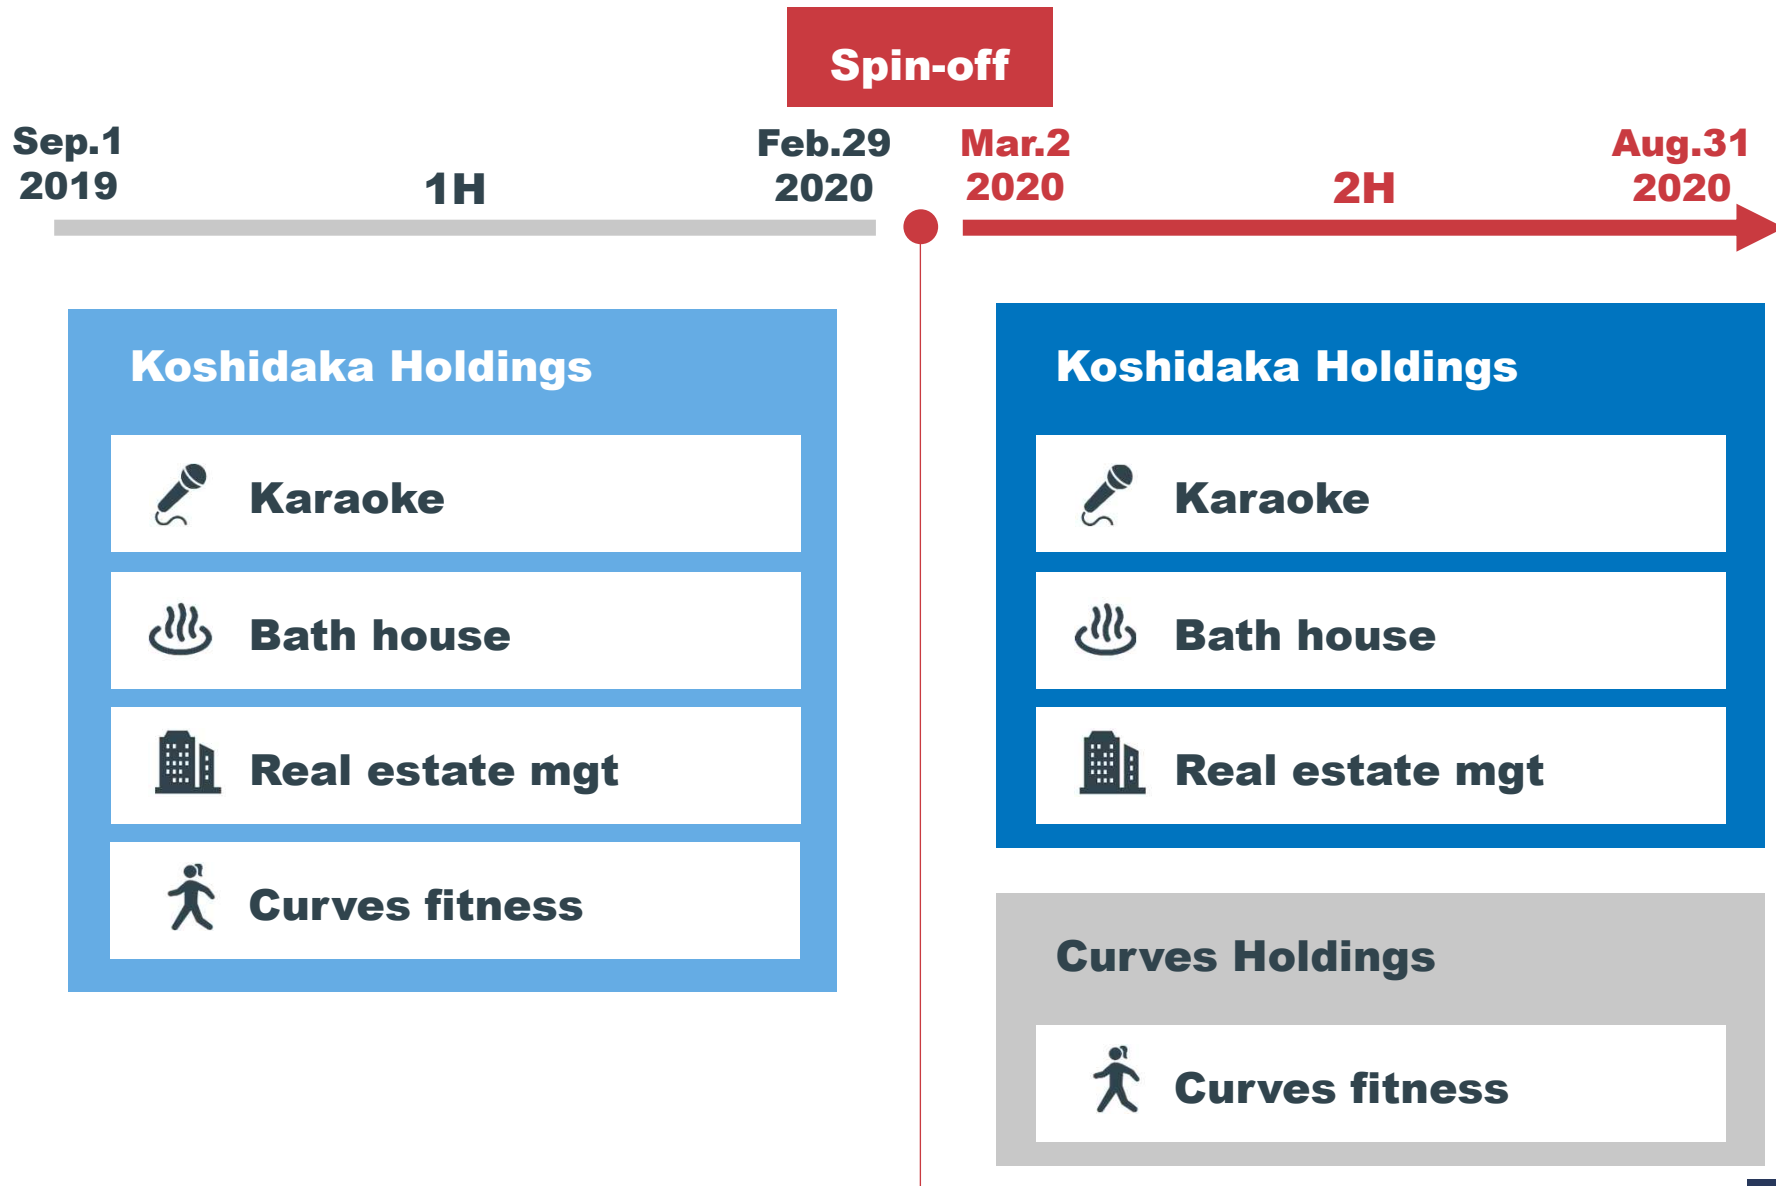 Spin-off
Sep.1
2019
1H
Feb.29
2020
Mar.2
2020
2H
Aug.31
2020
Koshidaka Holdings
Karaoke
Bath house
Real estate mgt
Curves fitness
Koshidaka Holdings
Karaoke
Bath house
Real estate mgt
Curves Holdings
Curves fitness